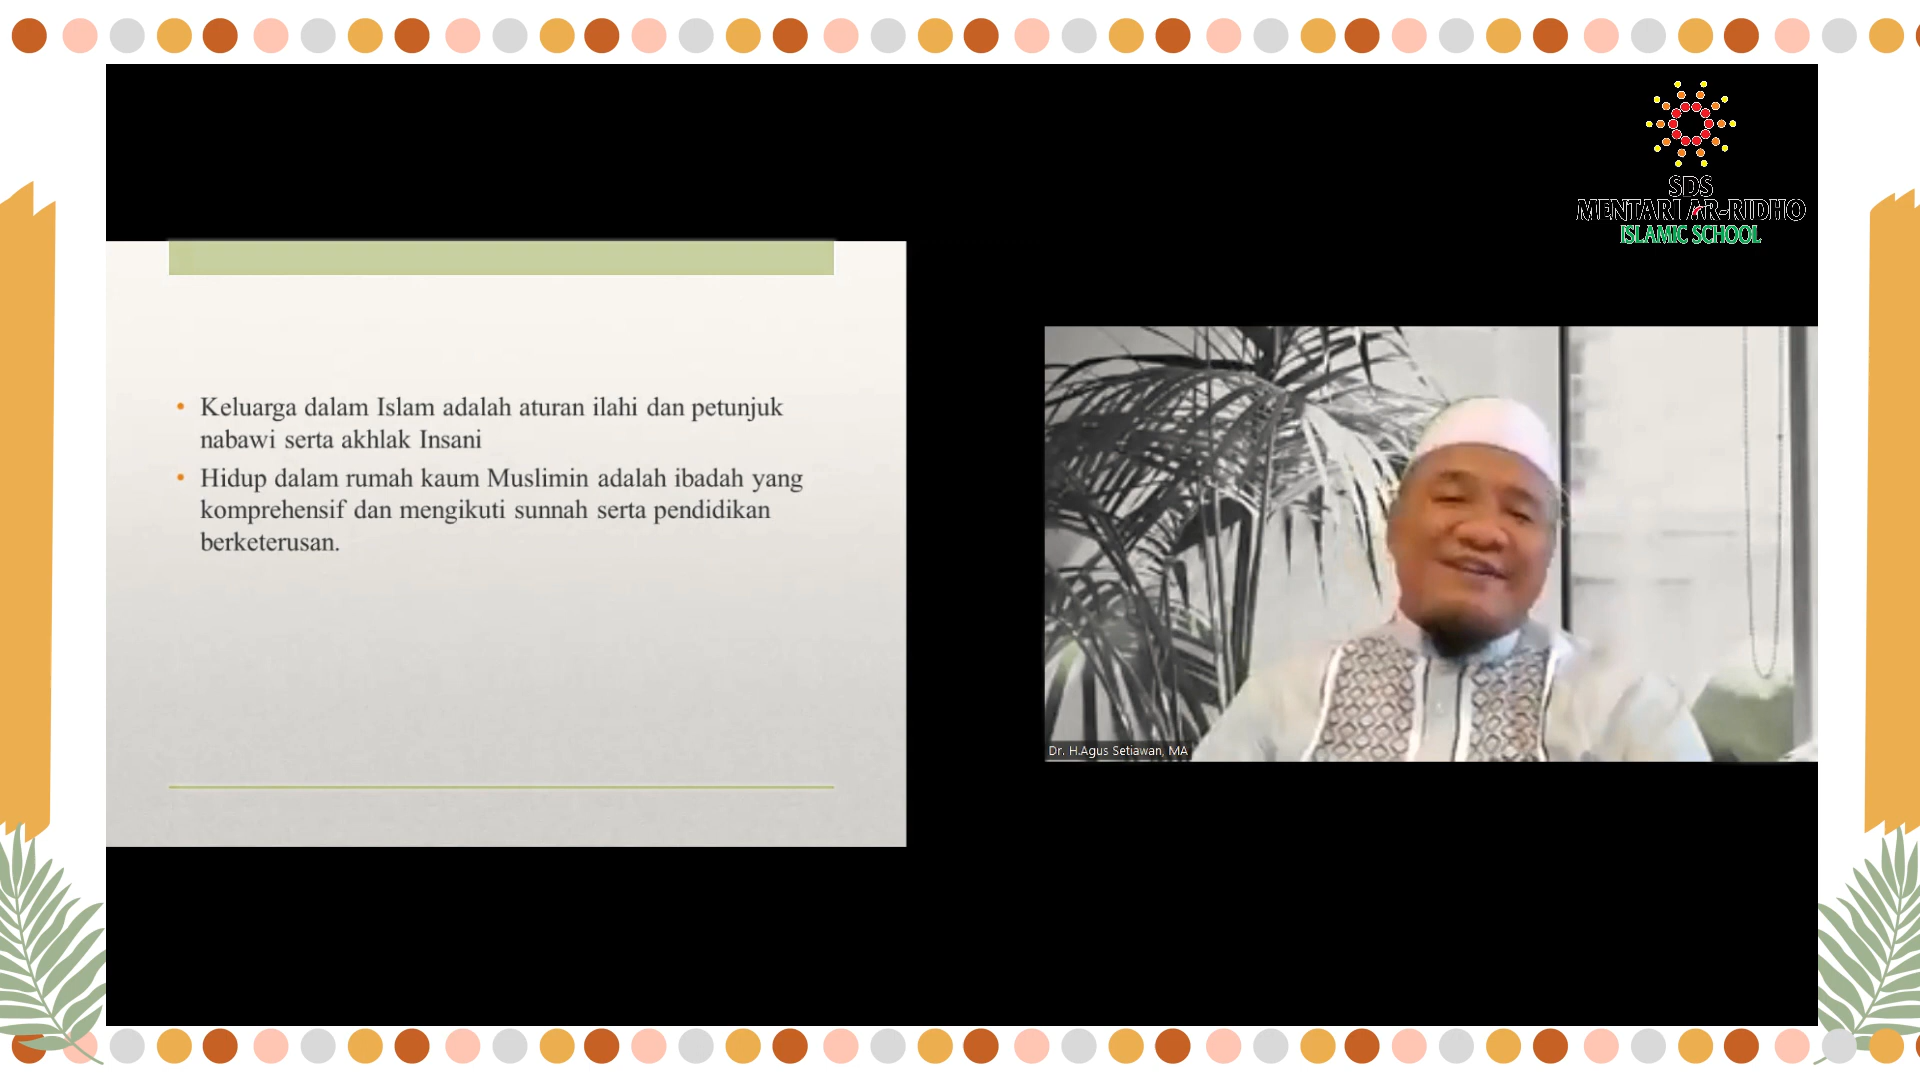 SDS
MENTARI AR-RIDHO
ISLAMIC SCHOOL
• Keluarga dalam Islam adalah aturan ilahi dan petunjuk
nabawi serta akhlak Insani
• Hidup dalam rumah kaum Muslimin adalah ibadah yang
komprehensif dan mengikuti sunnah serta pendidikan
berketerusan.
Dr. H.Agus Setiawan, MA